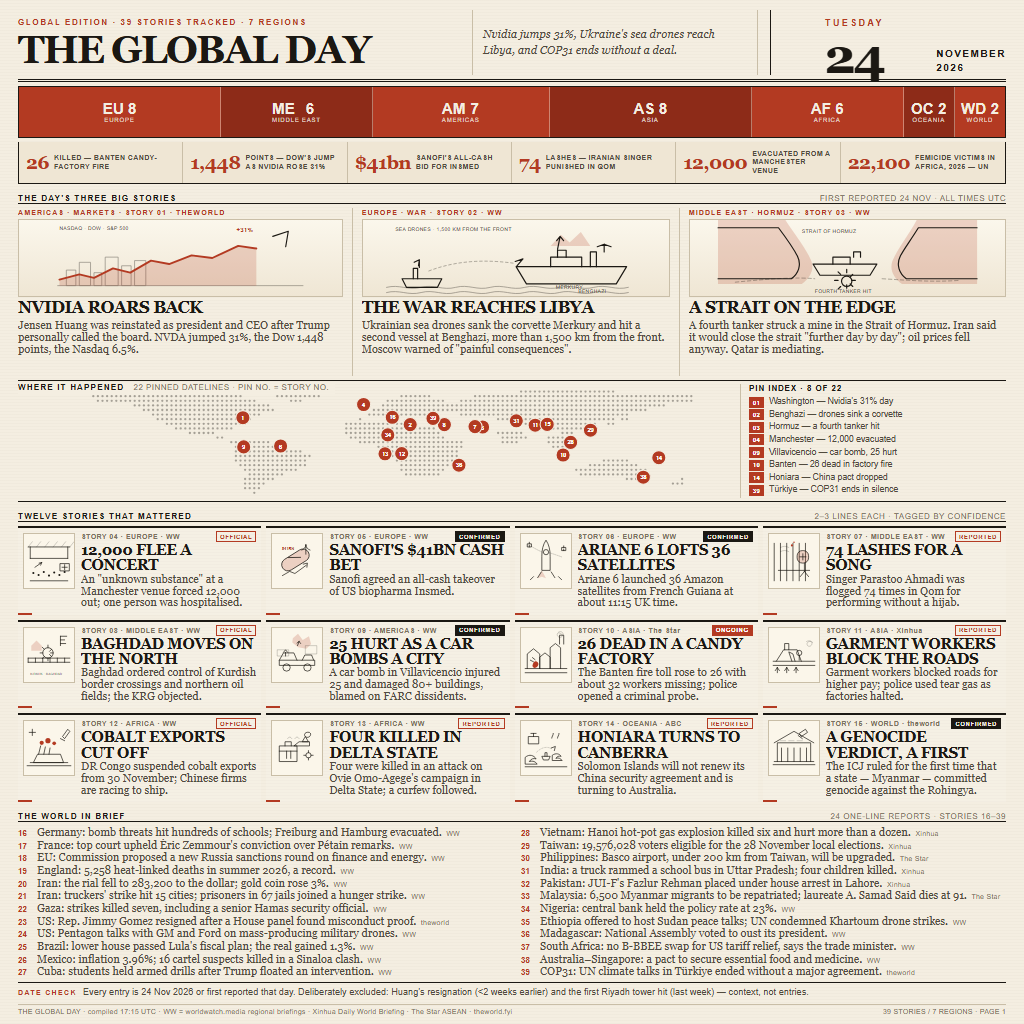 GLOBAL EDITION · 39 STORIES TRACKED · 7 REGIONS
THE GLOBAL DAY
Nvidia jumps 31%, Ukraine's sea drones reach
Libya, and COP31 ends without a deal.
TUESDAY
24
NOVEMBER
2026
EU 8
EUROPE
ME 6
MIDDLE EAST
AM 7
AMERICAS
AS 8
ASIA
AF 6
AFRICA
OC 2
OCEANIA
WD 2
WORLD
26 KILLED — BANTEN CANDY-
FACTORY FIRE
1,448 POINTS — DOW'S JUMP
AS NVIDIA ROSE 31%
$41bn SANOFI'S ALL-CASH
BID FOR INSMED
74 LASHES — IRANIAN SINGER
PUNISHED IN QOM
12,000 EVACUATED FROM A
MANCHESTER
VENUE
22,100 FEMICIDE VICTIMS IN
AFRICA, 2025 — UN
THE DAY'S THREE BIG STORIES
FIRST REPORTED 24 NOV · ALL TIMES UTC
AMERICAS · MARKETS · STORY 01 · THEWORLD
NASDAQ DOW S&P 500
+31%
NVIDIA ROARS BACK
Jensen Huang was reinstated as president and CEO after Trump
personally called the board. NVDA jumped 31%, the Dow 1,448
points, the Nasdaq 6.5%.
EUROPE · WAR · STORY 02 · WW
SEA DRONES · 1,500 KM FROM THE FRONT
MERKURY
BENGHAZI
THE WAR REACHES LIBYA
Ukrainian sea drones sank the corvette Merkury and hit a
second vessel at Benghazi, more than 1,500 km from the front.
Moscow warned of "painful consequences".
MIDDLE EAST · HORMUZ · STORY 03 · WW
STRAIT OF HORMUZ
FOURTH TANKER HIT
A STRAIT ON THE EDGE
A fourth tanker struck a mine in the Strait of Hormuz. Iran said
it would close the strait "further day by day"; oil prices fell
anyway. Qatar is mediating.
WHERE IT HAPPENED 22 PINNED DATELINES · PIN NO. = STORY NO.
PIN INDEX · 8 OF 22
01 Washington — Nvidia's 31% day
02 Benghazi — drones sink a corvette
03 Hormuz — a fourth tanker hit
04 Manchester — 12,000 evacuated
09 Villavicencio — car bomb, 25 hurt
10 Banten — 26 dead in factory fire
14 Honiara — China pact dropped
39 Türkiye — COP31 ends in silence
TWELVE STORIES THAT MATTERED
2–3 LINES EACH · TAGGED BY CONFIDENCE
STORY 04 · EUROPE · WW
OFFICIAL
12,000 FLEE A
CONCERT
An "unknown substance" at a
Manchester venue forced 12,000
out; one person was hospitalised.
STORY 05 · EUROPE · WW
CONFIRMED
SANOFI'S $41BN CASH
BET
Sanofi agreed an all-cash takeover
of US biopharma Insmed.
STORY 06 · EUROPE · WW
CONFIRMED
ARIANE 6 LOFTS 36
SATELLITES
Ariane 6 launched 36 Amazon
satellites from French Guiana at
about 11:15 UK time.
STORY 07 · MIDDLE EAST · WW
REPORTED
74 LASHES FOR A
SONG
Singer Parastoo Ahmadi was
flogged 74 times in Qom for
performing without a hijab.
STORY 08 · MIDDLE EAST · WW
OFFICIAL
BAGHDAD MOVES ON
THE NORTH
Baghdad ordered control of Kurdish
border crossings and northern oil
fields; the KRG objected.
STORY 09 · AMERICAS · WW
CONFIRMED
25 HURT AS A CAR
BOMBS A CITY
A car bomb in Villavicencio injured
25 and damaged 80+ buildings,
blamed on FARC dissidents.
STORY 10 · ASIA · The Star
ONGOING
26 DEAD IN A CANDY
FACTORY
The Banten fire toll rose to 26 with
about 32 workers missing; police
opened a criminal probe.
STORY 11 · ASIA · Xinhua
REPORTED
GARMENT WORKERS
BLOCK THE ROADS
Garment workers blocked roads for
higher pay; police used tear gas as
factories halted.
STORY 12 · AFRICA · WW
OFFICIAL
COBALT EXPORTS
CUT OFF
DR Congo suspended cobalt exports
from 30 November; Chinese firms
are racing to ship.
STORY 13 · AFRICA · WW
REPORTED
FOUR KILLED IN
DELTA STATE
Four were killed in an attack on
Ovie Omo-Agege's campaign in
Delta State; a curfew followed.
STORY 14 · OCEANIA · ABC
REPORTED
HONIARA TURNS TO
CANBERRA
Solomon Islands will not renew its
China security agreement and is
turning to Australia.
STORY 15 · WORLD · theworld
CONFIRMED
A GENOCIDE
VERDICT, A FIRST
The ICJ ruled for the first time that
a state — Myanmar — committed
genocide against the Rohingya.
THE WORLD IN BRIEF
24 ONE-LINE REPORTS · STORIES 16–39
16 Germany: bomb threats hit hundreds of schools; Freiburg and Hamburg evacuated. WW
17 France: top court upheld Éric Zemmour's conviction over Pétain remarks. WW
18 EU: Commission proposed a new Russia sanctions round on finance and energy. WW
19 England: 5,258 heat-linked deaths in summer 2026, a record. WW
20 Iran: the rial fell to 283,200 to the dollar; gold coin rose 3%. WW
21 Iran: truckers' strike hit 15 cities; prisoners in 67 jails joined a hunger strike. WW
22 Gaza: strikes killed seven, including a senior Hamas security official. WW
23 US: Rep. Jimmy Gomez resigned after a House panel found misconduct proof. theworld
24 US: Pentagon talks with GM and Ford on mass-producing military drones. WW
25 Brazil: lower house passed Lula's fiscal plan; the real gained 1.3%. WW
26 Mexico: inflation 3.96%; 16 cartel suspects killed in a Sinaloa clash. WW
27 Cuba: students held armed drills after Trump floated an intervention. WW
28 Vietnam: Hanoi hot-pot gas explosion killed six and hurt more than a dozen. Xinhua
29 Taiwan: 19,576,028 voters eligible for the 28 November local elections. Xinhua
30 Philippines: Basco airport, under 200 km from Taiwan, will be upgraded. The Star
31 India: a truck rammed a school bus in Uttar Pradesh; four children killed. Xinhua
32 Pakistan: JUI-F's Fazlur Rehman placed under house arrest in Lahore. Xinhua
33 Malaysia: 6,500 Myanmar migrants to be repatriated; laureate A. Samad Said dies at 91. The Star
34 Nigeria: central bank held the policy rate at 23%. WW
35 Ethiopia offered to host Sudan peace talks; UN condemned Khartoum drone strikes. WW
36 Madagascar: National Assembly voted to oust its president. WW
37 South Africa: no B-BBEE swap for US tariff relief, says the trade minister. WW
38 Australia–Singapore: a pact to secure essential food and medicine. WW
39 COP31: UN climate talks in Türkiye ended without a major agreement. theworld
DATE CHECK Every entry is 24 Nov 2026 or first reported that day. Deliberately excluded: Huang's resignation (<2 weeks earlier) and the first Riyadh tower hit (last week) — context, not entries.
THE GLOBAL DAY · compiled 17:15 UTC · WW = worldwatch.media regional briefings · Xinhua Daily World Briefing · The Star ASEAN · theworld.fyi
39 STORIES / 7 REGIONS · PAGE 1